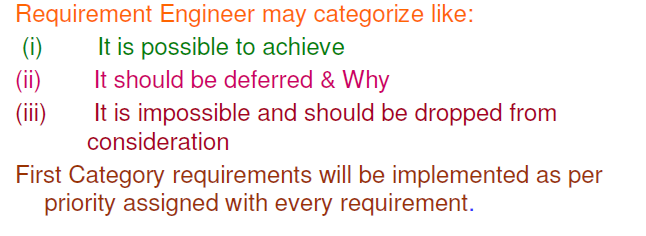 Requirement Engineer may categorize like:
(i) It is possible to achieve
(ii) It should be deferred & Why
(iii) It is impossible and should be dropped from
consideration
First Category requirements will be implemented as per
priority assigned with every requirement.